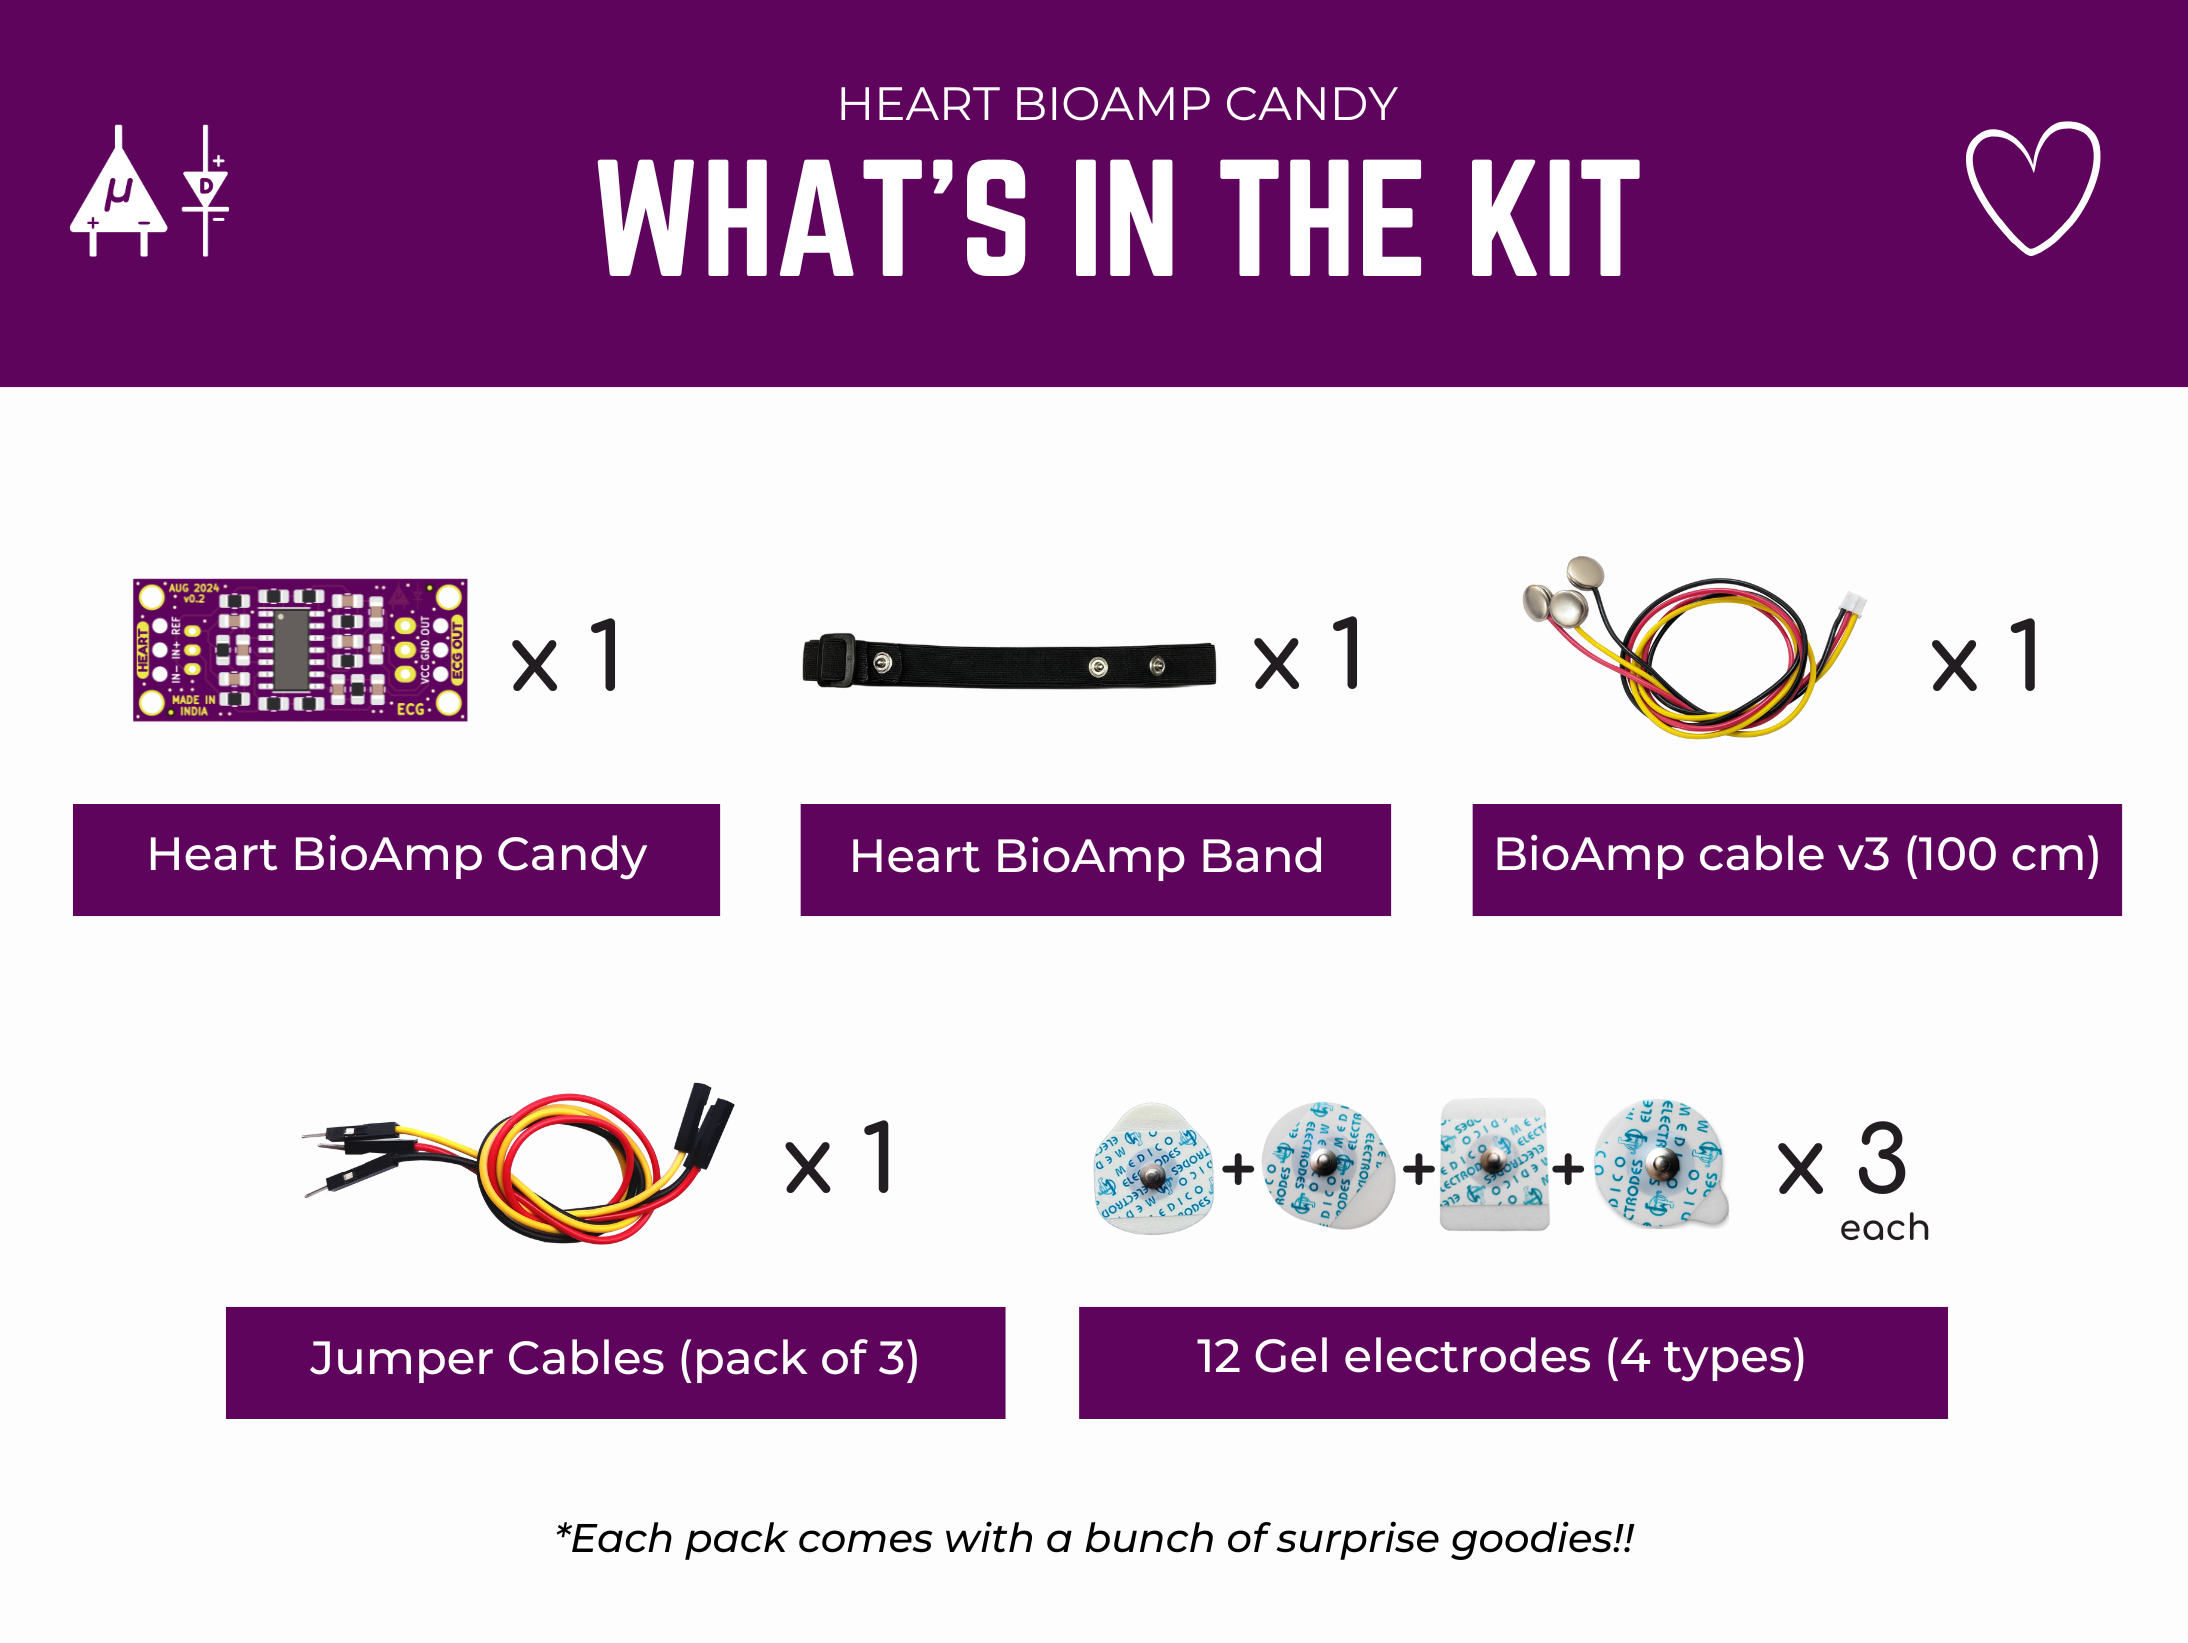 HEART BIOAMP CANDY
WHAT'S IN THE KIT
μ
+ −
+
D
−
AUG 2024
v0.2
HEART
IN− IN+ REF
MADE IN
INDIA
VCC GND OUT
ECG OUT
ECG
x 1
x 1
x 1
Heart BioAmp Candy
Heart BioAmp Band
BioAmp cable v3 (100 cm)
x 1
+ + +
MEDICO
ELECTRODES
x 3
each
Jumper Cables (pack of 3)
12 Gel electrodes (4 types)
*Each pack comes with a bunch of surprise goodies!!